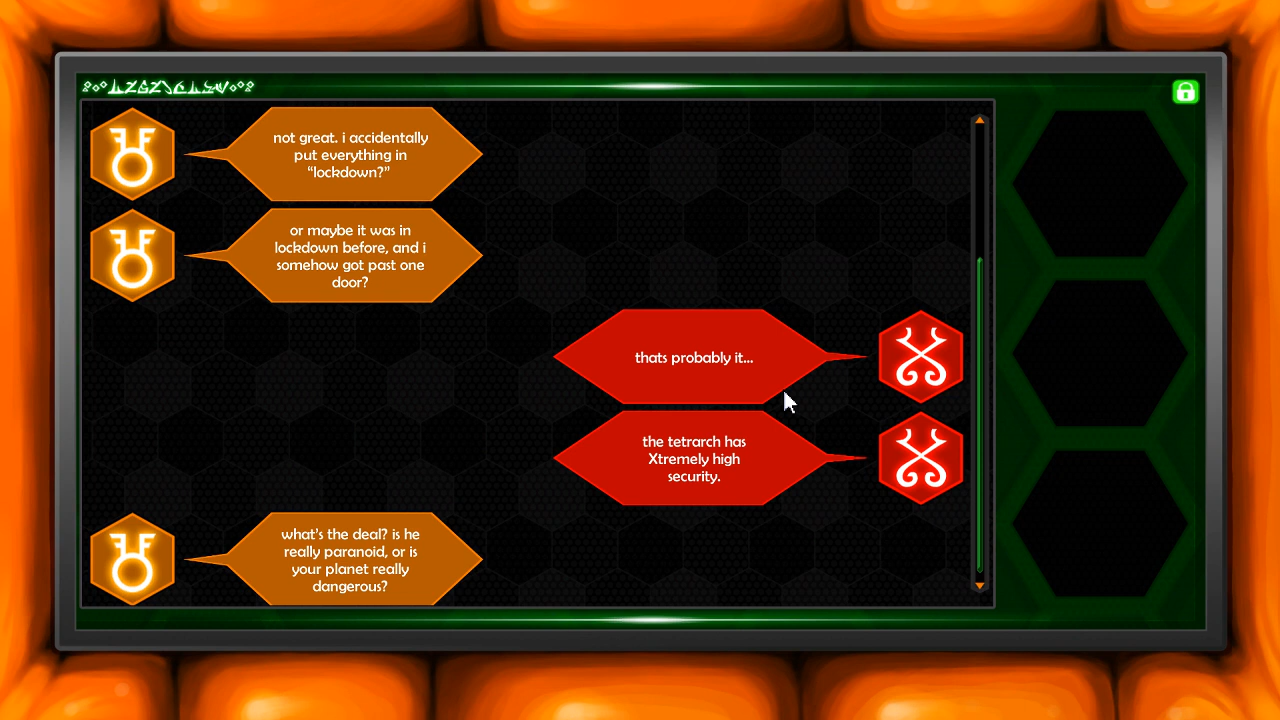 not great. i accidentally
put everything in
“lockdown?”
or maybe it was in
lockdown before, and i
somehow got past one
door?
thats probably it...
the tetrarch has
Xtremely high
security.
what's the deal? is he
really paranoid, or is
your planet really
dangerous?